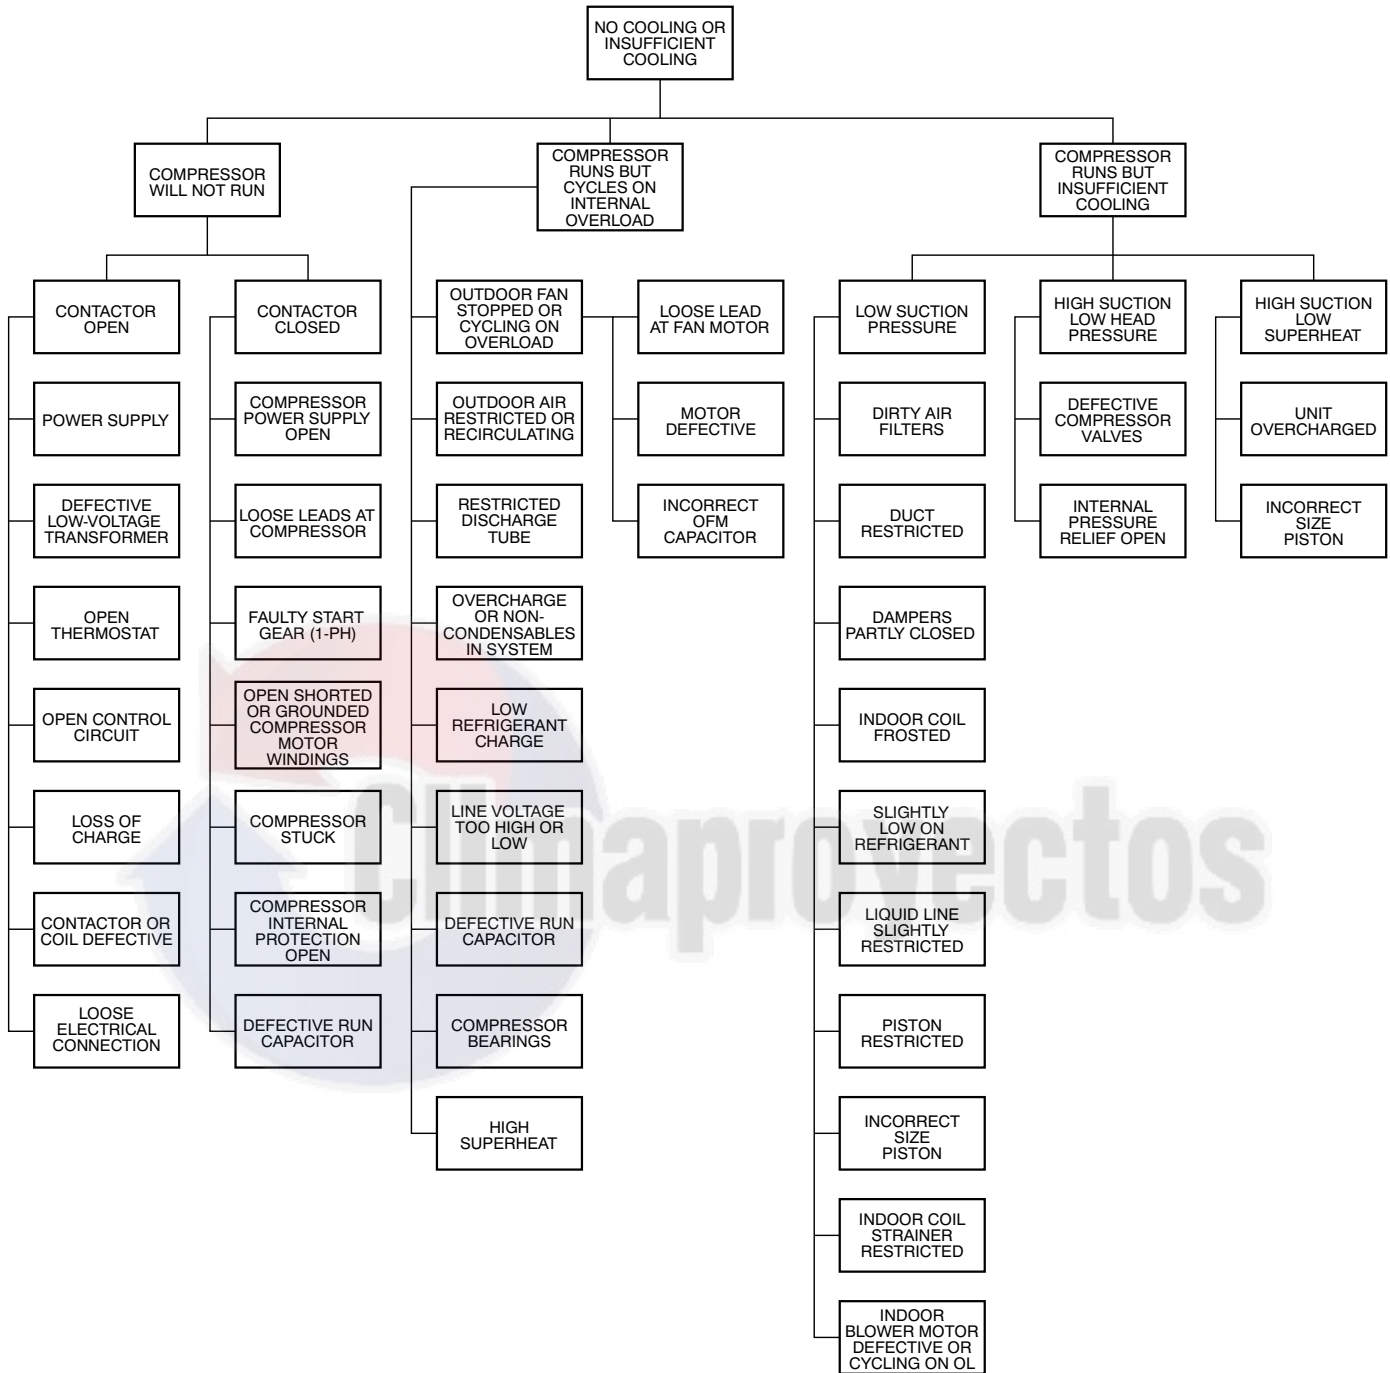 NO COOLING OR
INSUFFICIENT
COOLING
COMPRESSOR
WILL NOT RUN
COMPRESSOR
RUNS BUT
CYCLES ON
INTERNAL
OVERLOAD
COMPRESSOR
RUNS BUT
INSUFFICIENT
COOLING
CONTACTOR
OPEN
POWER SUPPLY
DEFECTIVE
LOW-VOLTAGE
TRANSFORMER
OPEN
THERMOSTAT
OPEN CONTROL
CIRCUIT
LOSS OF
CHARGE
CONTACTOR OR
COIL DEFECTIVE
LOOSE
ELECTRICAL
CONNECTION
CONTACTOR
CLOSED
COMPRESSOR
POWER SUPPLY
OPEN
LOOSE LEADS AT
COMPRESSOR
FAULTY START
GEAR (1-PH)
OPEN SHORTED
OR GROUNDED
COMPRESSOR
MOTOR
WINDINGS
COMPRESSOR
STUCK
COMPRESSOR
INTERNAL
PROTECTION
OPEN
DEFECTIVE RUN
CAPACITOR
OUTDOOR FAN
STOPPED OR
CYCLING ON
OVERLOAD
OUTDOOR AIR
RESTRICTED OR
RECIRCULATING
RESTRICTED
DISCHARGE
TUBE
OVERCHARGE
OR NON-
CONDENSABLES
IN SYSTEM
LOW
REFRIGERANT
CHARGE
LINE VOLTAGE
TOO HIGH OR
LOW
DEFECTIVE RUN
CAPACITOR
COMPRESSOR
BEARINGS
HIGH
SUPERHEAT
LOOSE LEAD
AT FAN MOTOR
MOTOR
DEFECTIVE
INCORRECT
OFM
CAPACITOR
LOW SUCTION
PRESSURE
DIRTY AIR
FILTERS
DUCT
RESTRICTED
DAMPERS
PARTLY CLOSED
INDOOR COIL
FROSTED
SLIGHTLY
LOW ON
REFRIGERANT
LIQUID LINE
SLIGHTLY
RESTRICTED
PISTON
RESTRICTED
INCORRECT
SIZE
PISTON
INDOOR COIL
STRAINER
RESTRICTED
INDOOR
BLOWER MOTOR
DEFECTIVE OR
CYCLING ON OL
HIGH SUCTION
LOW HEAD
PRESSURE
DEFECTIVE
COMPRESSOR
VALVES
INTERNAL
PRESSURE
RELIEF OPEN
HIGH SUCTION
LOW
SUPERHEAT
UNIT
OVERCHARGED
INCORRECT
SIZE
PISTON
Climaproyectos